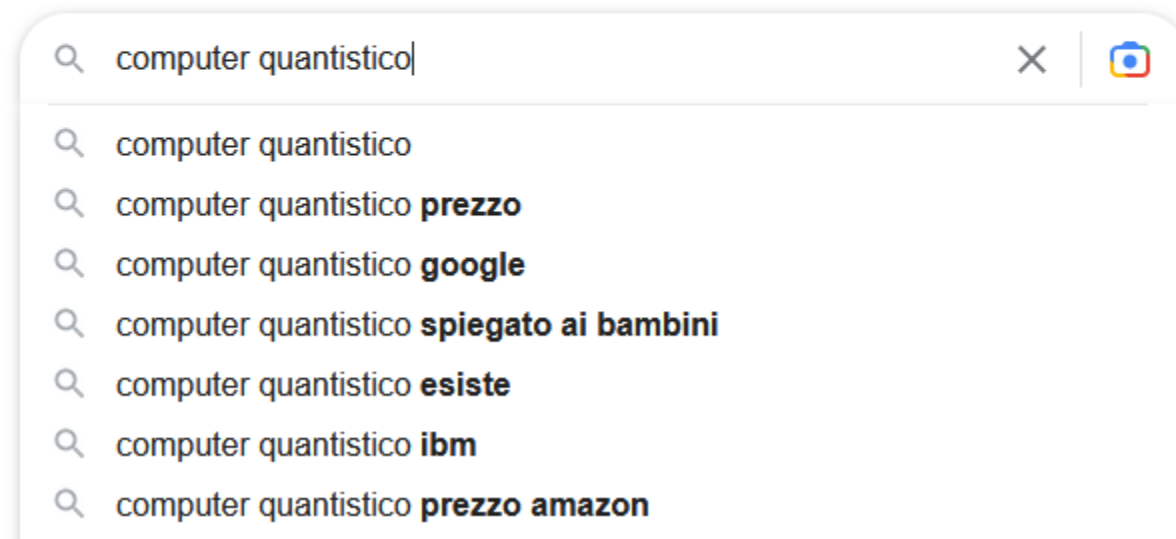 computer quantistico
computer quantistico
computer quantistico prezzo
computer quantistico google
computer quantistico spiegato ai bambini
computer quantistico esiste
computer quantistico ibm
computer quantistico prezzo amazon